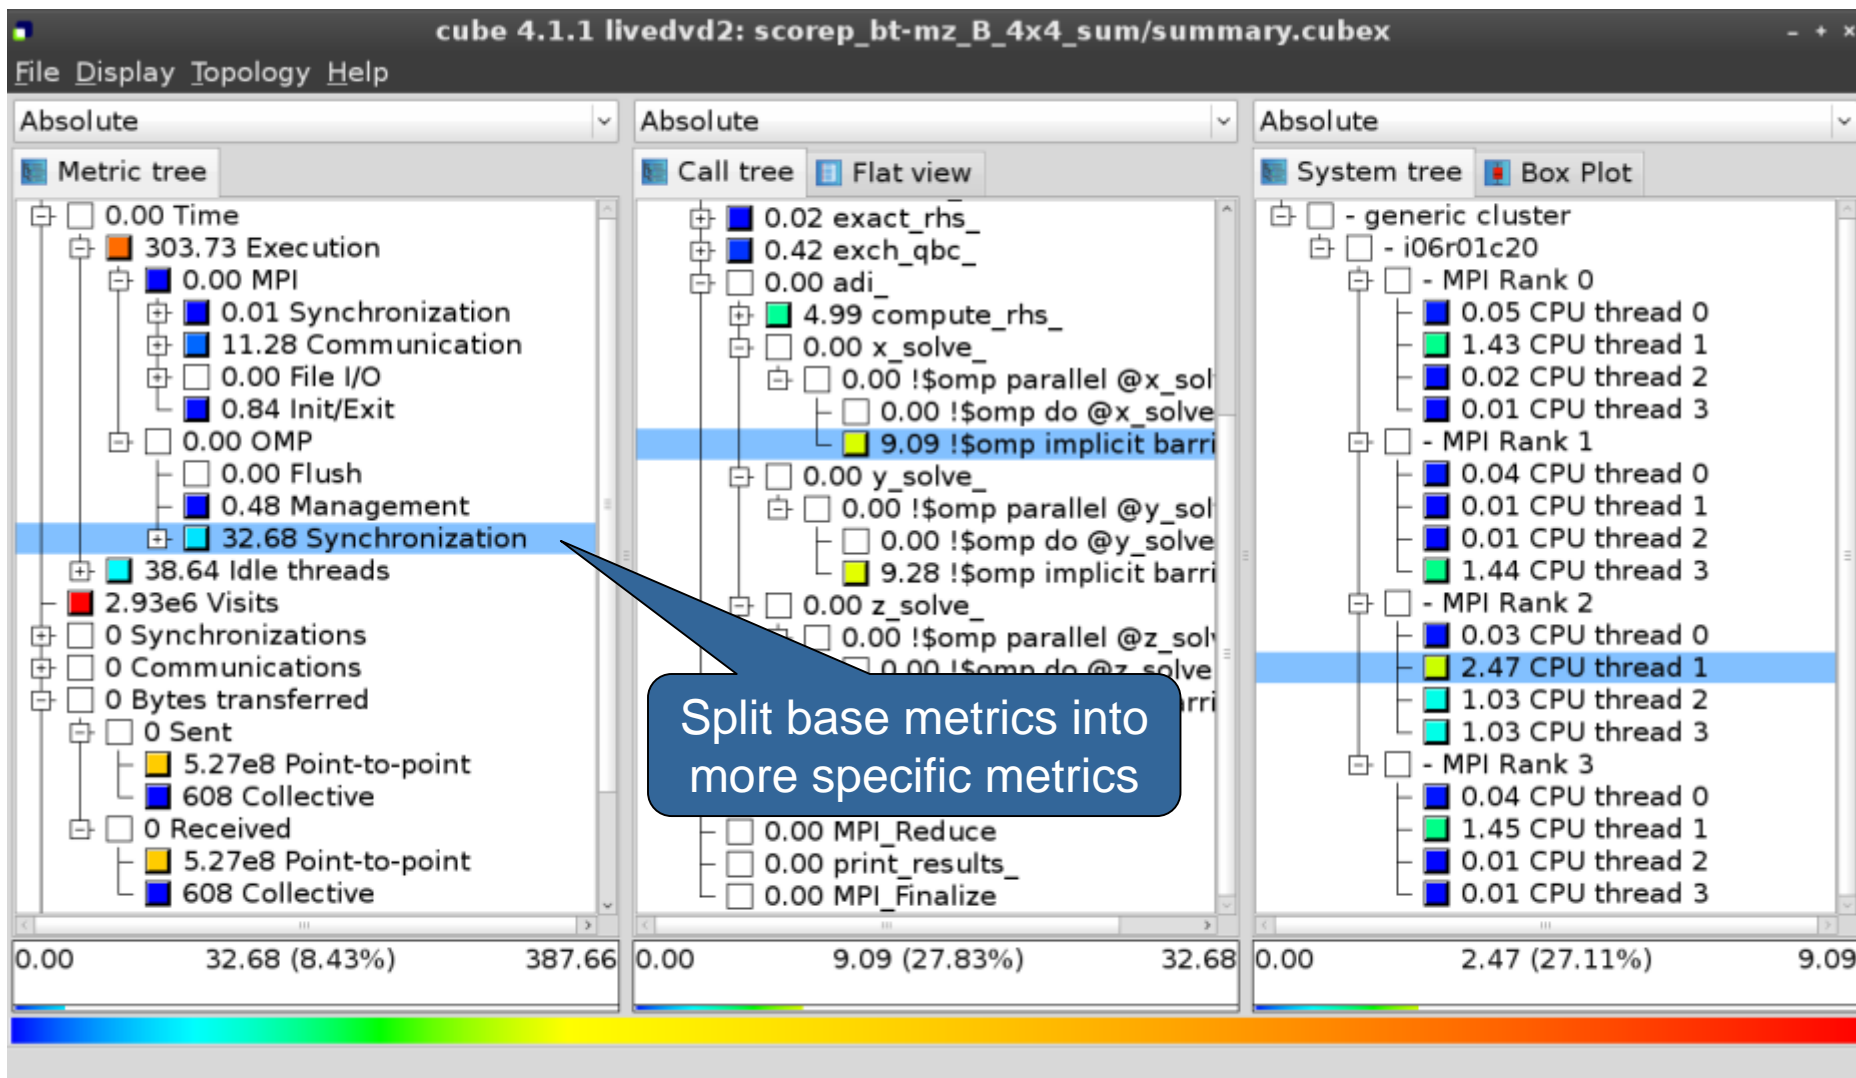 cube 4.1.1 livedvd2: scorep_bt-mz_B_4x4_sum/summary.cubex
File Display Topology Help
Absolute
Metric tree
0.00 Time
303.73 Execution
0.00 MPI
0.01 Synchronization
11.28 Communication
0.00 File I/O
0.84 Init/Exit
0.00 OMP
0.00 Flush
0.48 Management
32.68 Synchronization
38.64 Idle threads
2.93e6 Visits
0 Synchronizations
0 Communications
0 Bytes transferred
0 Sent
5.27e8 Point-to-point
608 Collective
0 Received
5.27e8 Point-to-point
608 Collective
0.00 32.68 (8.43%) 387.66
Absolute
Call tree Flat view
0.02 exact_rhs_
0.42 exch_qbc_
0.00 adi_
4.99 compute_rhs_
0.00 x_solve_
0.00 !$omp parallel @x_sol
0.00 !$omp do @x_solve
9.09 !$omp implicit barri
0.00 y_solve_
0.00 !$omp parallel @y_sol
0.00 !$omp do @y_solve
9.28 !$omp implicit barri
0.00 z_solve_
0.00 !$omp parallel @z_solv
0.00 !$omp do @z_solve
arri
Split base metrics into
more specific metrics
0.00 MPI_Reduce
0.00 print_results_
0.00 MPI_Finalize
0.00 9.09 (27.83%) 32.68
Absolute
System tree Box Plot
- generic cluster
- i06r01c20
- MPI Rank 0
0.05 CPU thread 0
1.43 CPU thread 1
0.02 CPU thread 2
0.01 CPU thread 3
- MPI Rank 1
0.04 CPU thread 0
0.01 CPU thread 1
0.01 CPU thread 2
1.44 CPU thread 3
- MPI Rank 2
0.03 CPU thread 0
2.47 CPU thread 1
1.03 CPU thread 2
1.03 CPU thread 3
- MPI Rank 3
0.04 CPU thread 0
1.45 CPU thread 1
0.01 CPU thread 2
0.01 CPU thread 3
0.00 2.47 (27.11%) 9.09